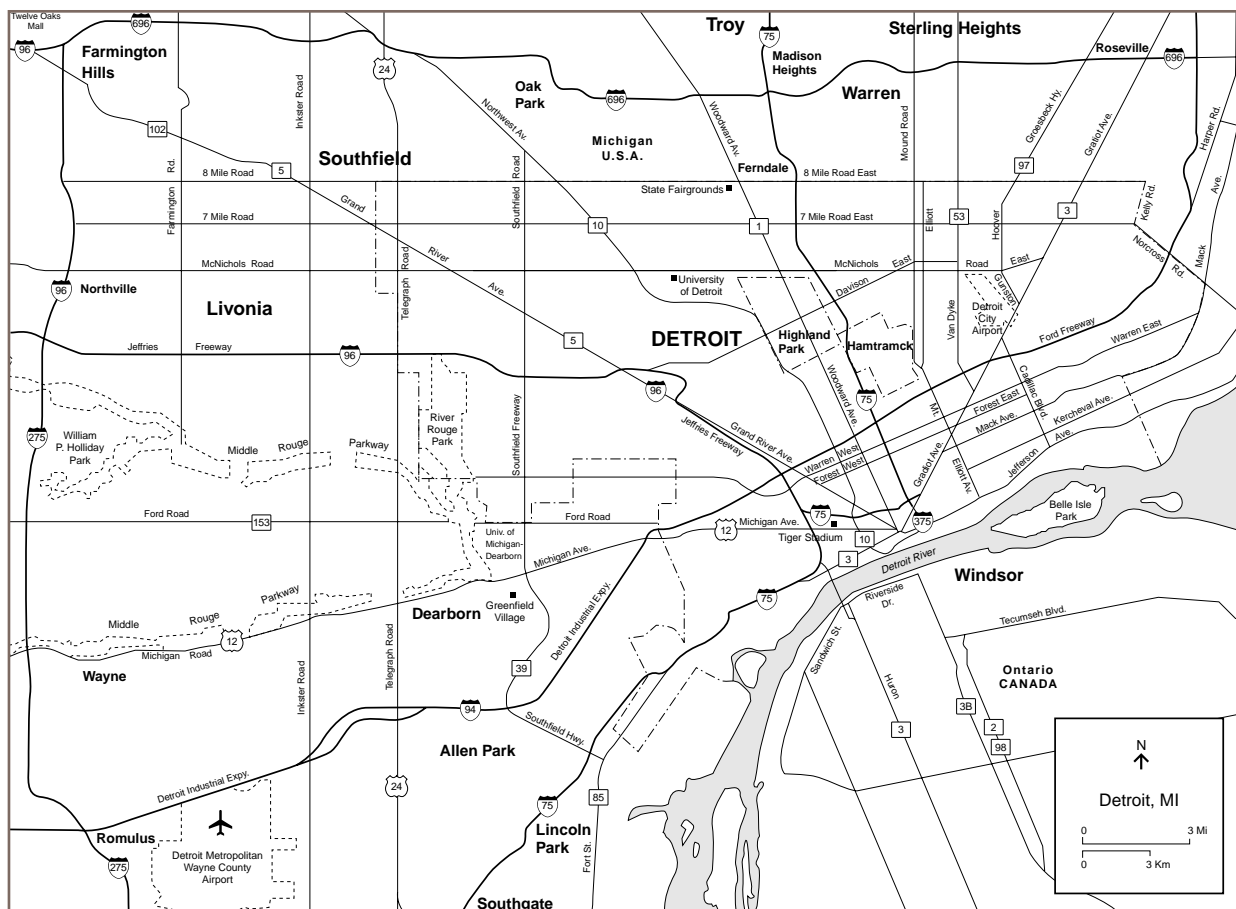 Twelve Oaks
Mall
96
696
Farmington
Hills
Inkster Road
24
Oak
Park
696
Northwest Av.
Troy
75
Madison
Heights
Sterling Heights
Roseville
696
Warren
Woodward Av.
Mound Road
Groesbeck Hy.
Gratiot Ave.
Harper Rd.
102
5
Southfield
Michigan
U.S.A.
97
Ferndale
Farmington Rd.
8 Mile Road
Southfield Road
State Fairgrounds
8 Mile Road East
Kelly Rd.
Mack Ave.
7 Mile Road
Grand River Ave.
10
1
7 Mile Road East
Elliott
53
Hoover
3
Norcross Rd.
McNichols Road
Telegraph Road
University
of Detroit
McNichols Road
Davison East
East
Gunston
96
Northville
Livonia
Detroit
City
Airport
Van Dyke
DETROIT
Highland
Park
Hamtramck
Ford Freeway
Warren East
Jeffries Freeway
96
5
96
Woodward Ave.
75
Mt.
Elliott Av.
Cadillac Blvd.
Forest East
Mack Ave.
Kercheval Ave.
Jefferson Ave.
275
William
P. Holliday
Park
Middle Rouge Parkway
River
Rouge
Park
Southfield Freeway
Grand River Ave.
Jeffries Freeway
Warren West
Forest West
Gradiot Ave.
Ford Road
153
Univ. of
Michigan-
Dearborn
Ford Road
Michigan Ave.
12
Michigan Ave.
75
Tiger Stadium
10
375
3
Belle Isle
Park
Detroit River
Windsor
Middle Rouge Parkway
12
Michigan Road
Wayne
Dearborn
Greenfield
Village
Detroit Industrial Expy.
75
Riverside
Dr.
Tecumseh Blvd.
Sandwich St.
Huron
Ontario
CANADA
Inkster Road
Telegraph Road
39
94
Southfield Hwy.
Allen Park
3B
2
98
3
Detroit Industrial Expy.
24
75
85
Lincoln
Park
Fort St.
Romulus
275
Detroit Metropolitan
Wayne County
Airport
Southgate
N
Detroit, MI
0 3 Mi
0 3 Km